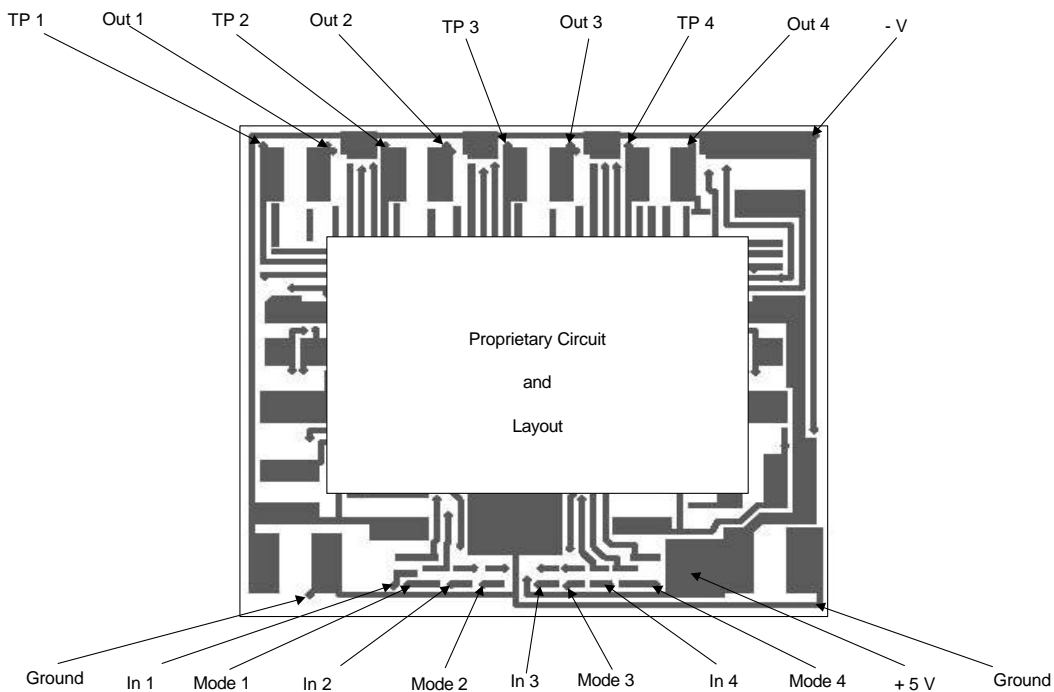 TP 1
Out 1
TP 2
Out 2
TP 3
Out 3
TP 4
Out 4
- V
Proprietary Circuit
and
Layout
Ground
In 1
Mode 1
In 2
Mode 2
In 3
Mode 3
In 4
Mode 4
+ 5 V
Ground